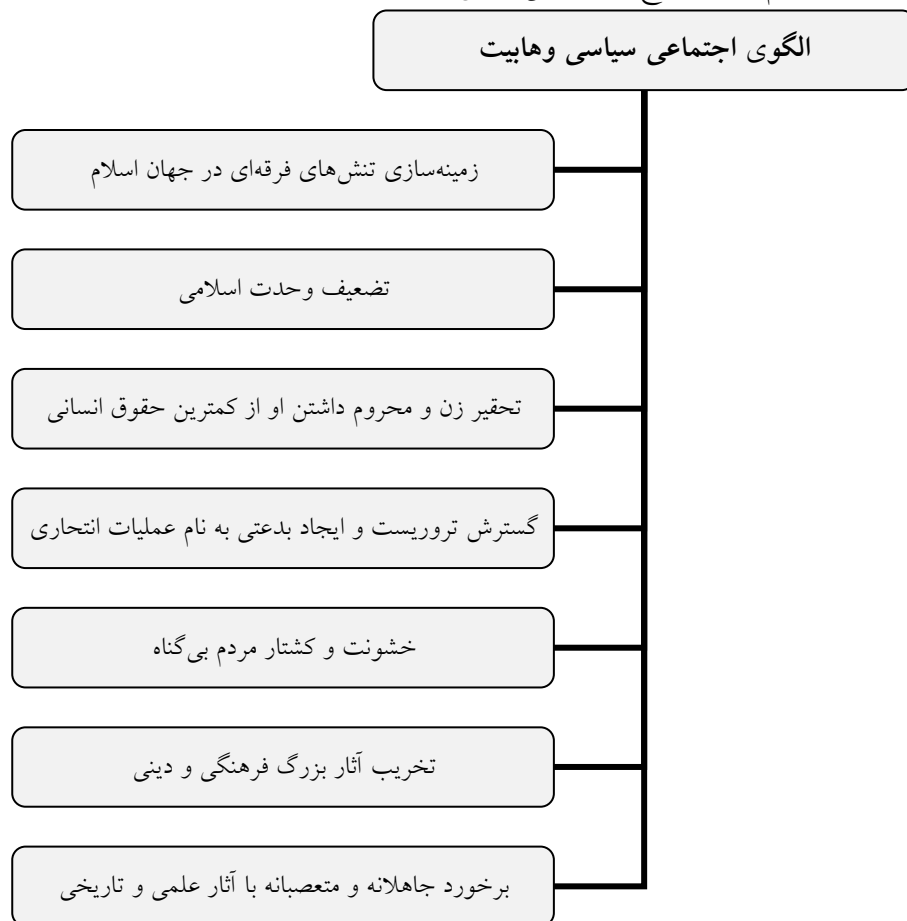 الگوی اجتماعی سیاسی وهابیت
زمینه‌سازی تنش‌های فرقه‌ای در جهان اسلام
تضعیف وحدت اسلامی
تحقیر زن و محروم داشتن او از کمترین حقوق انسانی
گسترش تروریست و ایجاد بدعتی به نام عملیات انتحاری
خشونت و کشتار مردم بی‌گناه
تخریب آثار بزرگ فرهنگی و دینی
برخورد جاهلانه و متعصبانه با آثار علمی و تاریخی